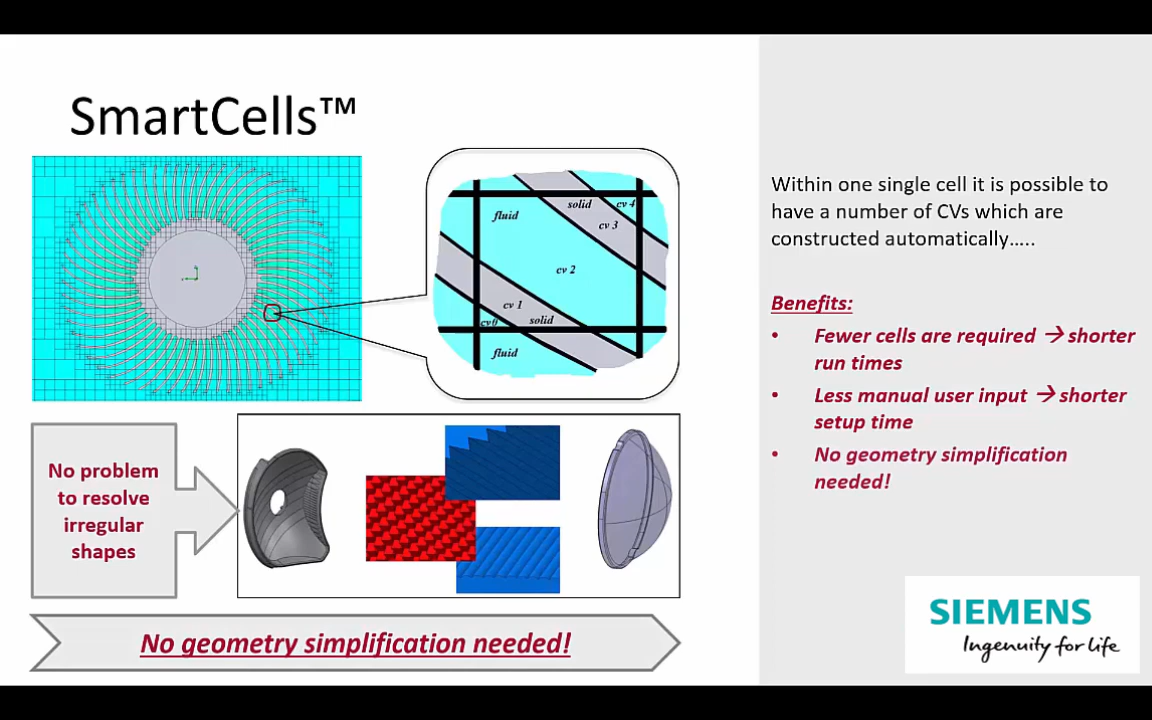 SmartCells™
fluid
solid
cv 4
cv 3
cv 2
cv 1
cv0
solid
fluid
No problem
to resolve
irregular
shapes
No geometry simplification needed!
Within one single cell it is possible to
have a number of CVs which are
constructed automatically…..
Benefits:
• Fewer cells are required → shorter
run times
• Less manual user input → shorter
setup time
• No geometry simplification
needed!
SIEMENS
Ingenuity for life